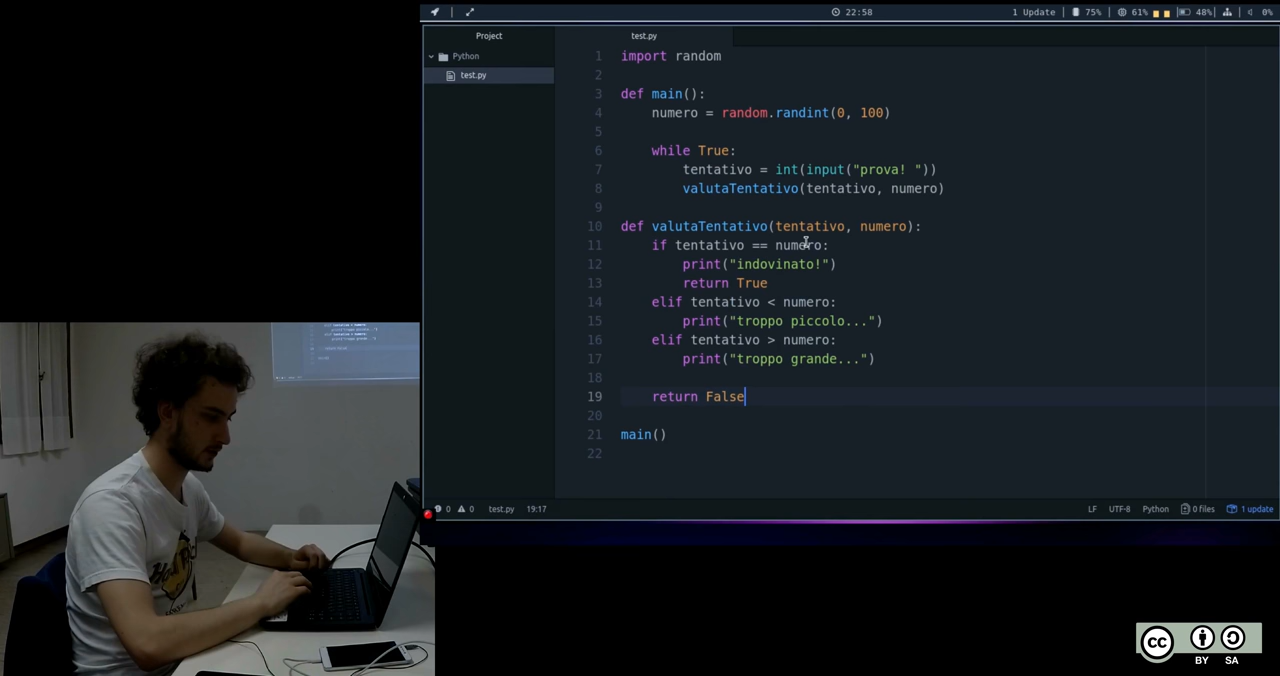 22:58
1 Update | 75% | 61% | 48% | 0%
Project
test.py
Python
test.py
1 import random
2
3 def main():
4 numero = random.randint(0, 100)
5
6 while True:
7 tentativo = int(input("prova! "))
8 valutaTentativo(tentativo, numero)
9
10 def valutaTentativo(tentativo, numero):
11 if tentativo == numero:
12 print("indovinato!")
13 return True
14 elif tentativo < numero:
15 print("troppo piccolo...")
16 elif tentativo > numero:
17 print("troppo grande...")
18
19 return False
20
21 main()
22
0 0 test.py 19:17
LF UTF-8 Python 0 files 1 update
cc
BY SA